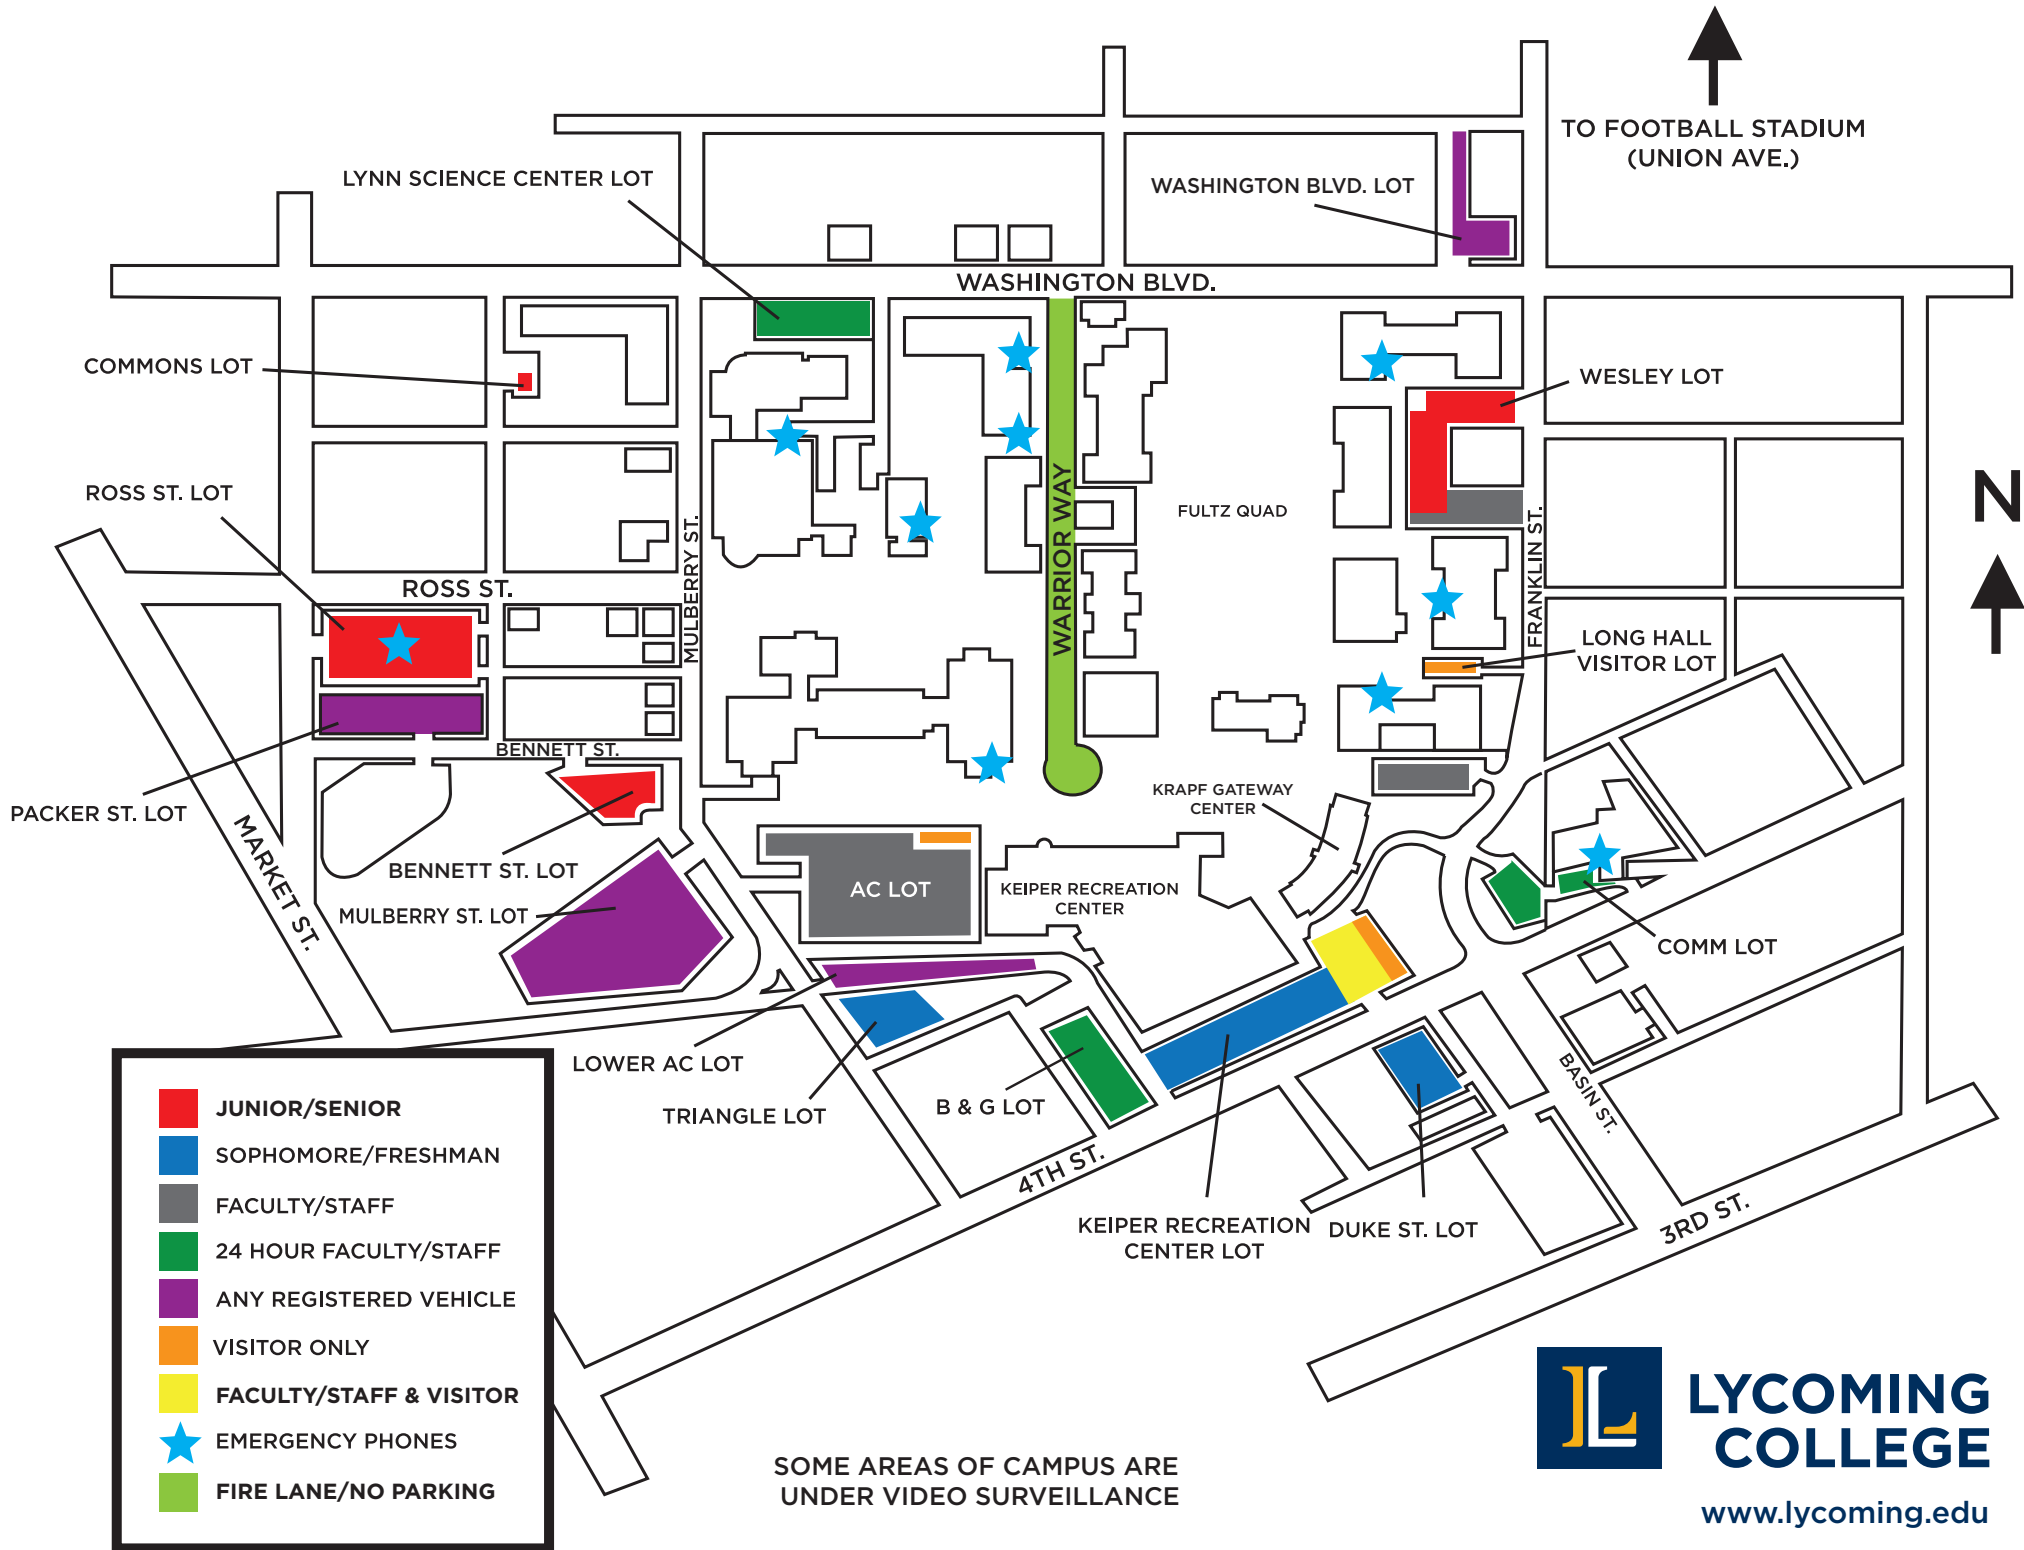 TO FOOTBALL STADIUM
(UNION AVE.)
LYNN SCIENCE CENTER LOT
WASHINGTON BLVD. LOT
WASHINGTON BLVD.
COMMONS LOT
WESLEY LOT
ROSS ST. LOT
N
FULTZ QUAD
WARRIOR WAY
MULBERRY ST.
FRANKLIN ST.
ROSS ST.
LONG HALL
VISITOR LOT
BENNETT ST.
PACKER ST. LOT
KRAPF GATEWAY
CENTER
MARKET ST.
BENNETT ST. LOT
AC LOT
KEIPER RECREATION
CENTER
MULBERRY ST. LOT
COMM LOT
LOWER AC LOT
TRIANGLE LOT
B & G LOT
BASIN ST.
4TH ST.
KEIPER RECREATION
CENTER LOT
DUKE ST. LOT
3RD ST.
JUNIOR/SENIOR
SOPHOMORE/FRESHMAN
FACULTY/STAFF
24 HOUR FACULTY/STAFF
ANY REGISTERED VEHICLE
VISITOR ONLY
FACULTY/STAFF & VISITOR
EMERGENCY PHONES
FIRE LANE/NO PARKING
SOME AREAS OF CAMPUS ARE
UNDER VIDEO SURVEILLANCE
L
LYCOMING
COLLEGE
www.lycoming.edu